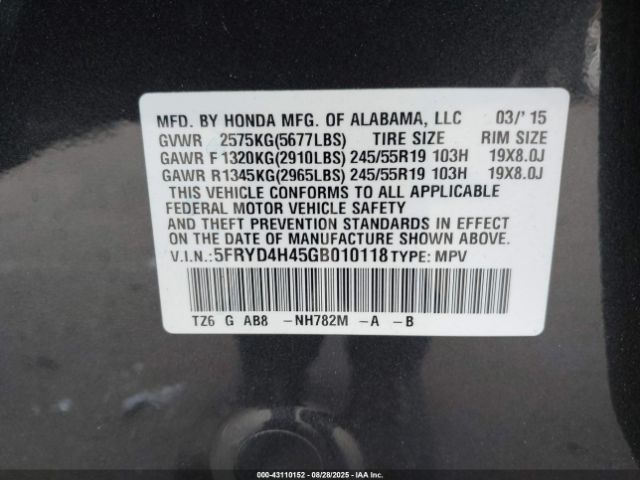 MFD. BY HONDA MFG. OF ALABAMA, LLC 03/'15
GVWR 2575KG(5677LBS) TIRE SIZE RIM SIZE
GAWR F 1320KG(2910LBS) 245/55R19 103H 19X8.0J
GAWR R 1345KG(2965LBS) 245/55R19 103H 19X8.0J
THIS VEHICLE CONFORMS TO ALL APPLICABLE
FEDERAL MOTOR VEHICLE SAFETY
AND THEFT PREVENTION STANDARDS IN EFFECT
ON THE DATE OF MANUFACTURE SHOWN ABOVE.
V.I.N.: 5FRYD4H45GB010118 TYPE: MPV
TZ6 G AB8 -NH782M -A -B
000-43110152 - 08/28/2025 - IAAI.com - Copyright